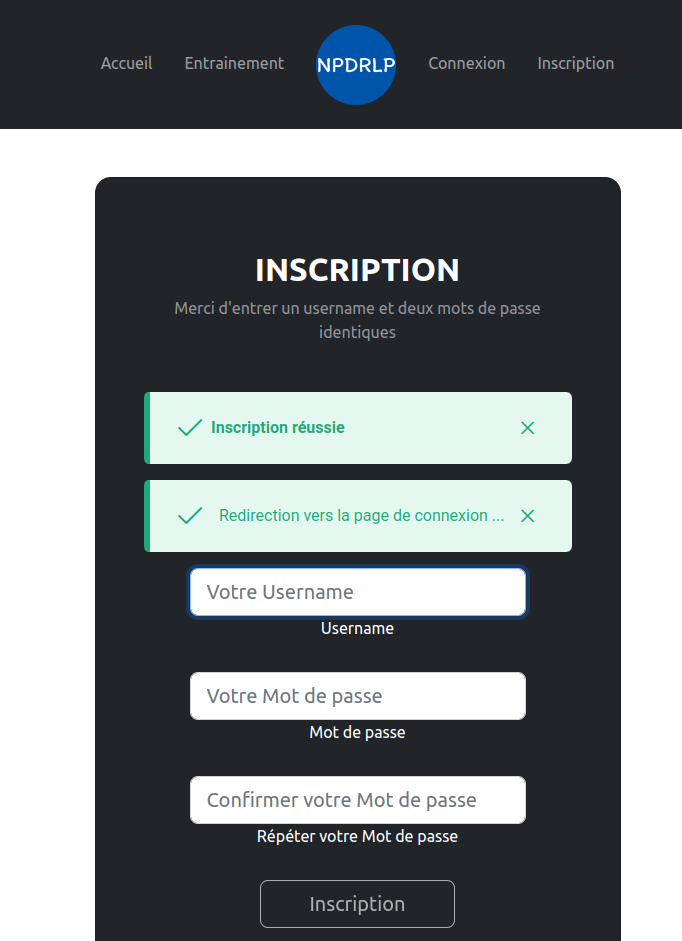 Accueil Entrainement NPDRLP Connexion Inscription
INSCRIPTION
Merci d'entrer un username et deux mots de passe
identiques
Inscription réussie
Redirection vers la page de connexion ...
Votre Username
Username
Votre Mot de passe
Mot de passe
Confirmer votre Mot de passe
Répéter votre Mot de passe
Inscription